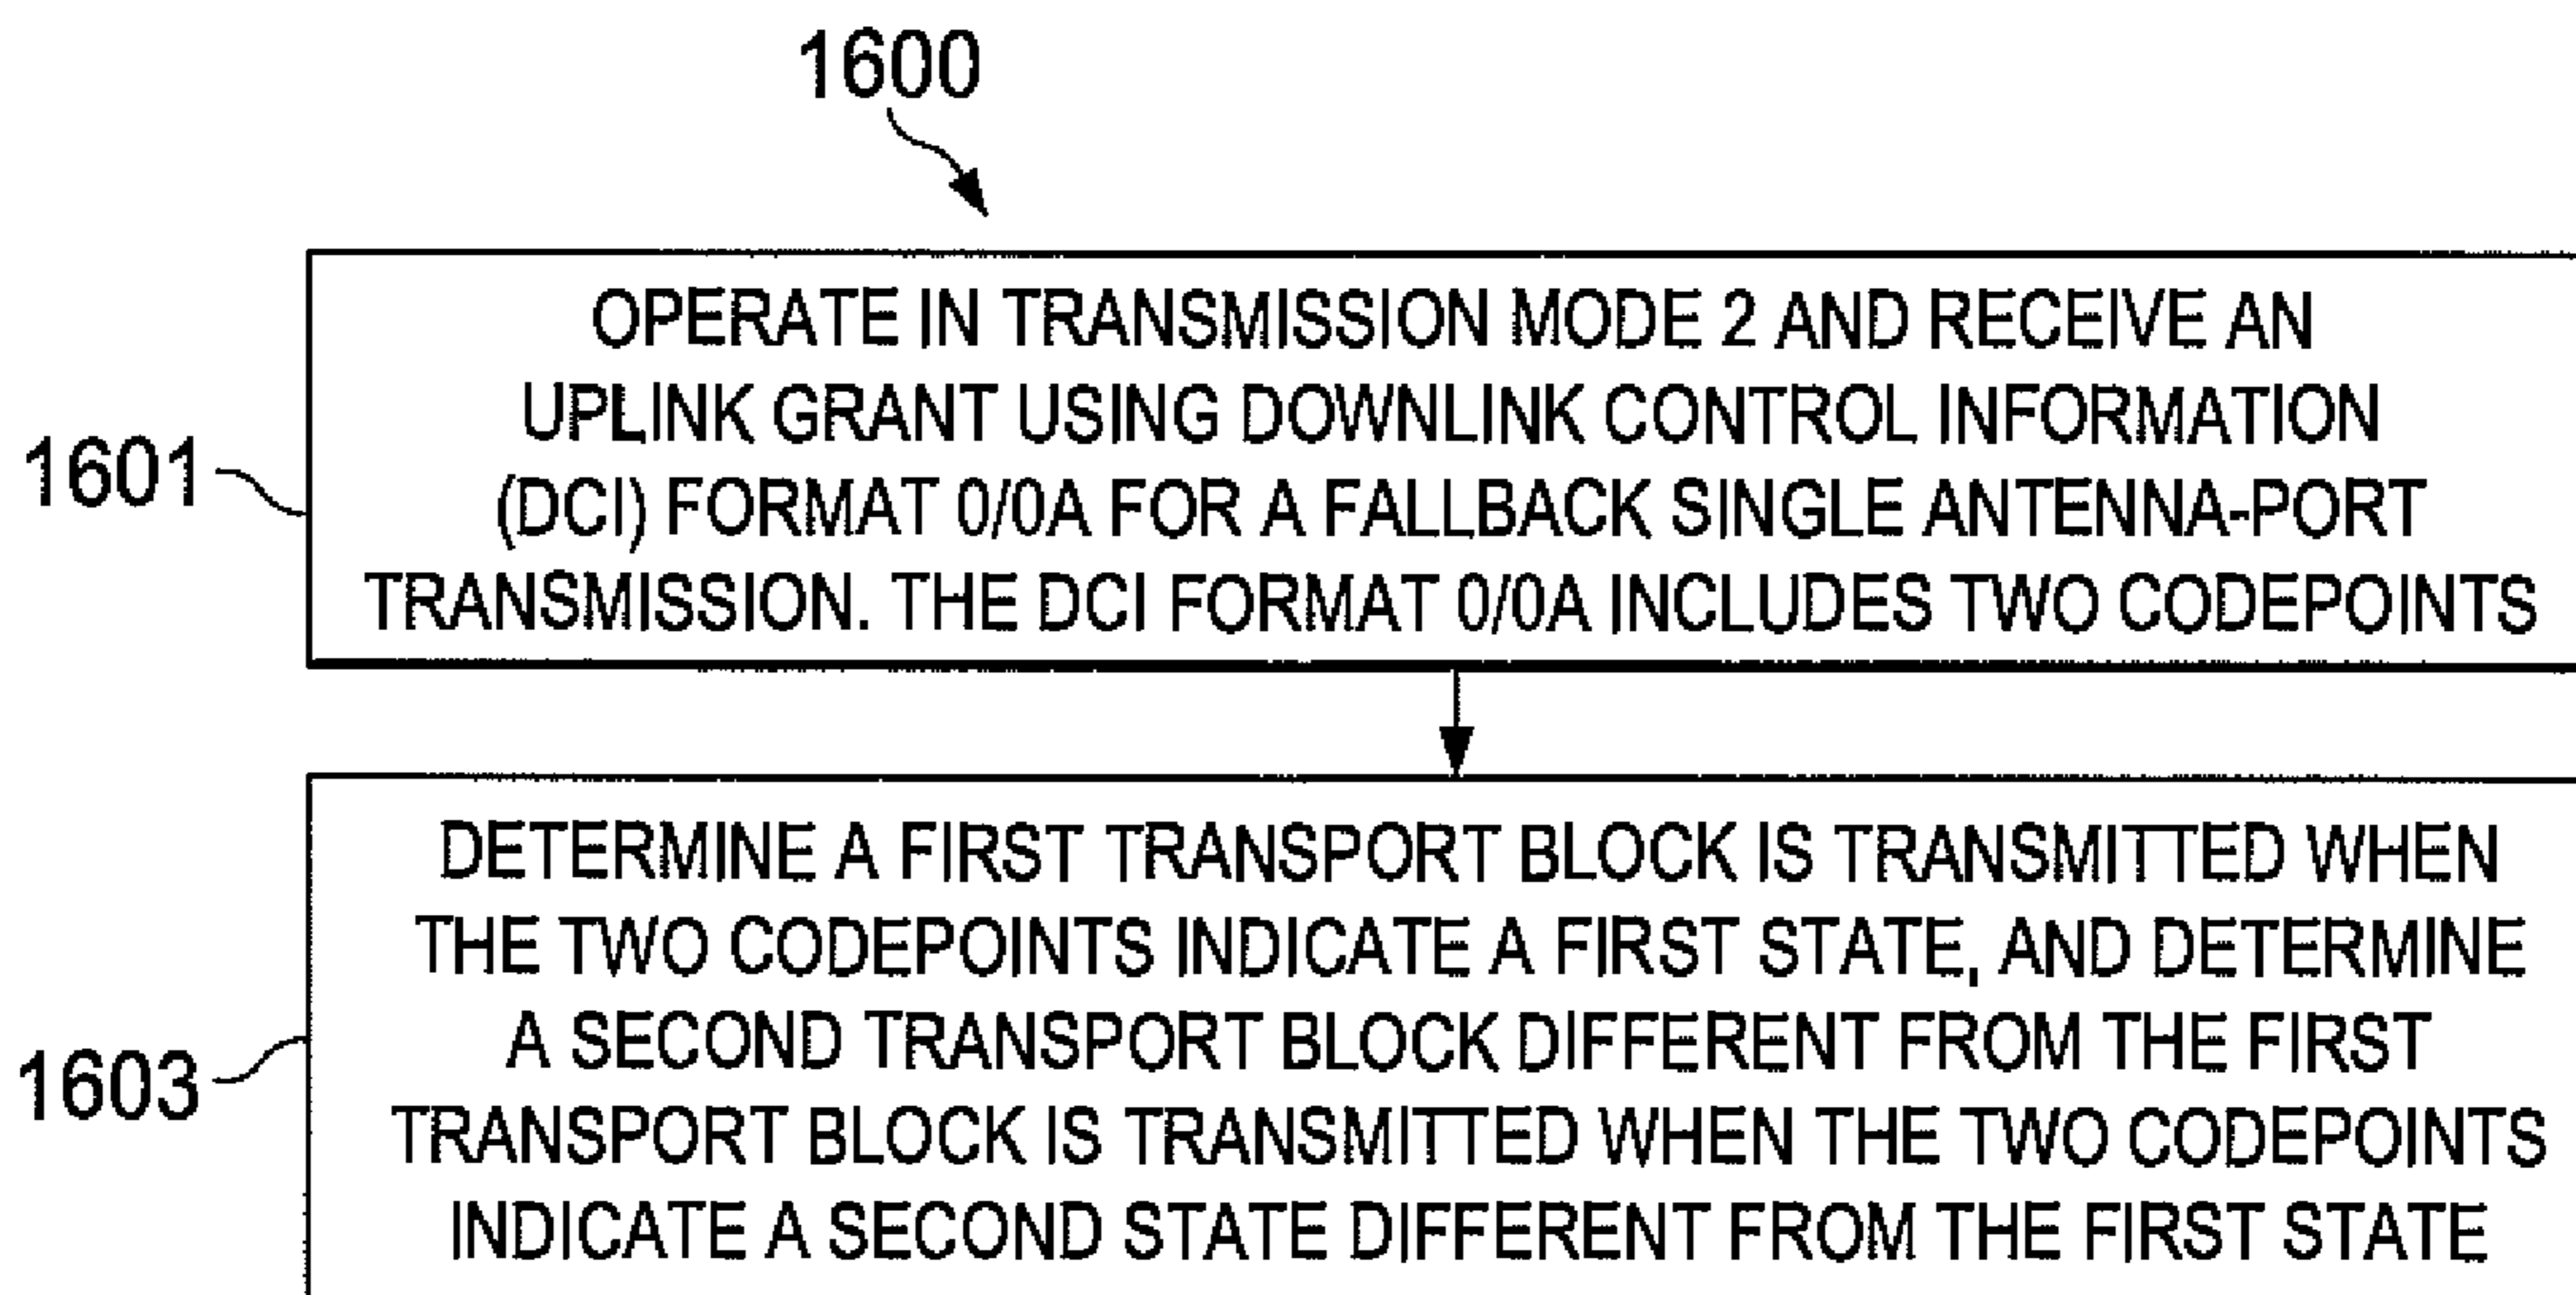 1600
OPERATE IN TRANSMISSION MODE 2 AND RECEIVE AN
UPLINK GRANT USING DOWNLINK CONTROL INFORMATION
1601
(DCI) FORMAT 0/0A FOR A FALLBACK SINGLE ANTENNA-PORT
TRANSMISSION. THE DCI FORMAT 0/0A INCLUDES TWO CODEPOINTS
DETERMINE A FIRST TRANSPORT BLOCK IS TRANSMITTED WHEN
THE TWO CODEPOINTS INDICATE A FIRST STATE, AND DETERMINE
A SECOND TRANSPORT BLOCK DIFFERENT FROM THE FIRST
1603
TRANSPORT BLOCK IS TRANSMITTED WHEN THE TWO CODEPOINTS
INDICATE A SECOND STATE DIFFERENT FROM THE FIRST STATE